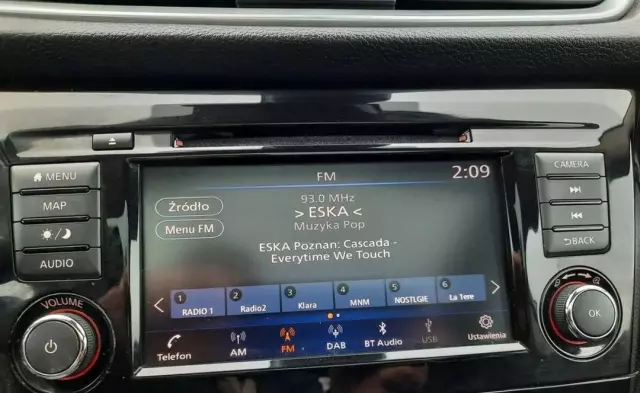 MENU
MAP
AUDIO
VOLUME
FM
2:09
Źródło
Menu FM
93.0 MHz
> ESKA <
Muzyka Pop
ESKA Poznan: Cascada -
Everytime We Touch
1 RADIO 1
2 Radio2
3 Klara
4 MNM
5 NOSTLGIE
6 La 1ere
Telefon
AM
FM
DAB
BT Audio
USB
Ustawienia
CAMERA
BACK
OK